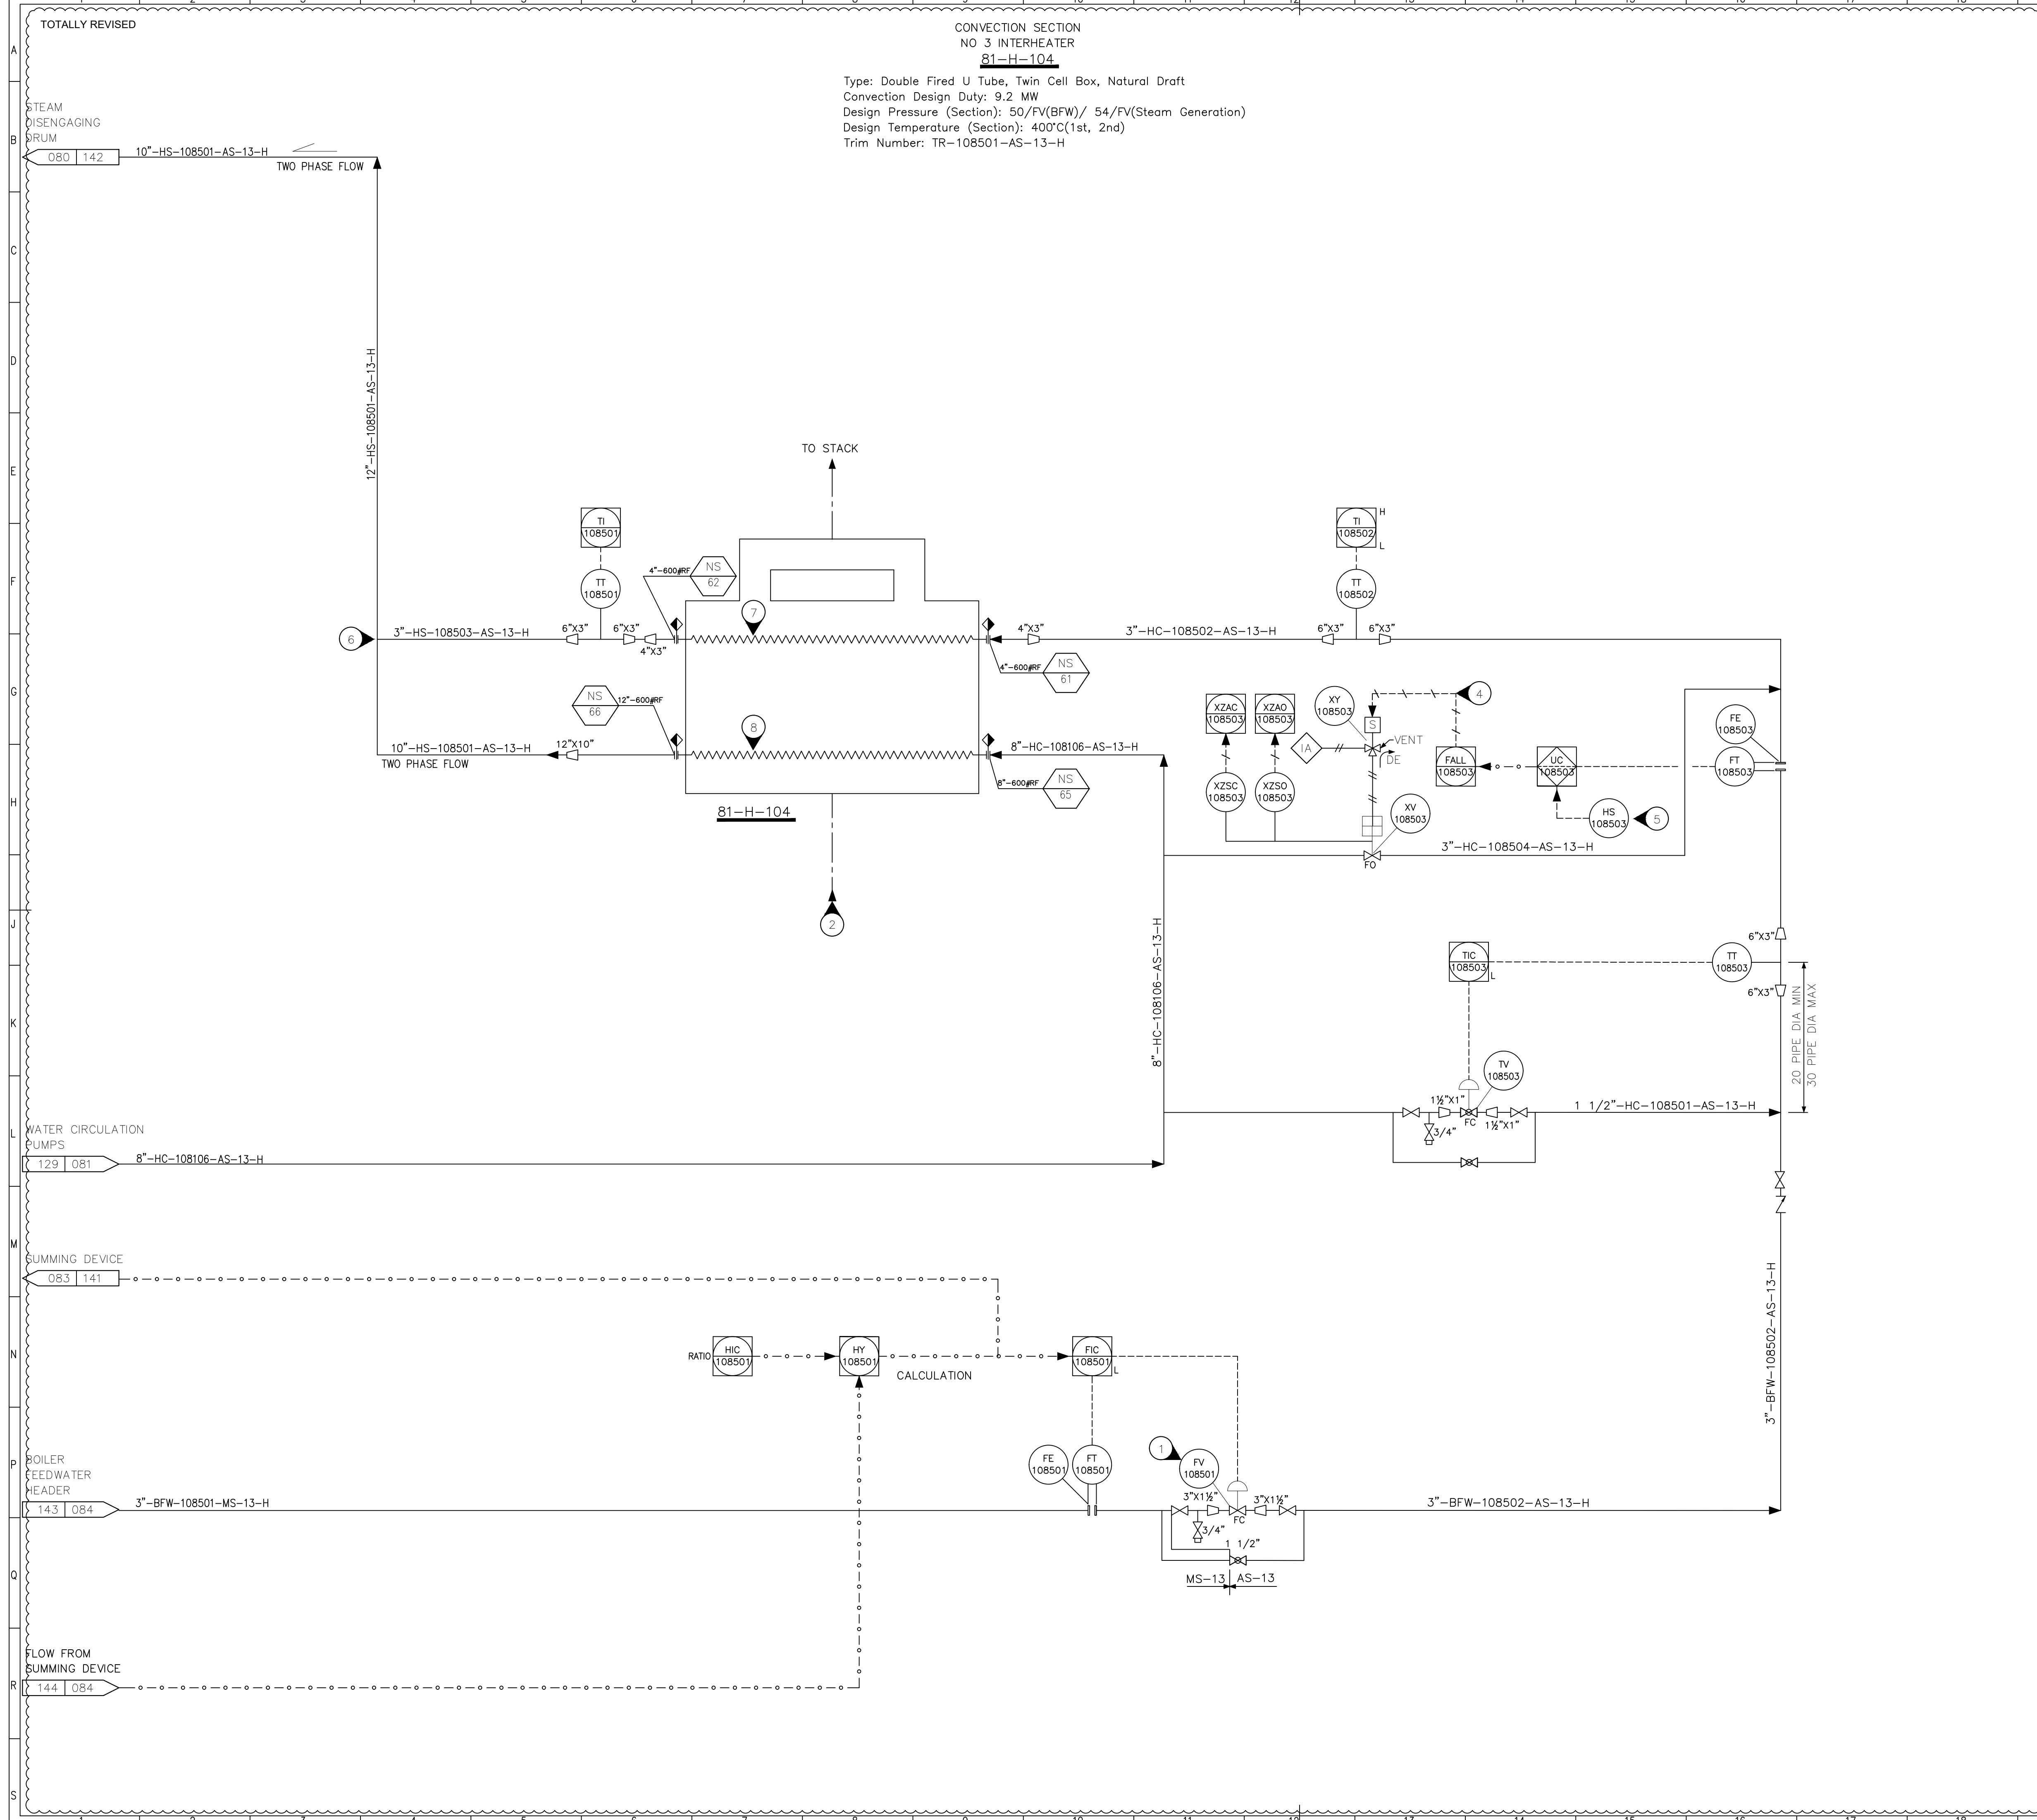 TOTALLY REVISED
CONVECTION SECTION
NO 3 INTERHEATER
81-H-104
Type: Double Fired U Tube, Twin Cell Box, Natural Draft
Convection Design Duty: 9.2 MW
Design Pressure (Section): 50/FV(BFW)/ 54/FV(Steam Generation)
Design Temperature (Section): 400°C(1st, 2nd)
Trim Number: TR-108501-AS-13-H
A
B
C
D
E
F
G
H
J
K
L
M
N
P
Q
R
S
STEAM
DISENGAGING
DRUM
080 142
10"-HS-108501-AS-13-H
TWO PHASE FLOW
12"-HS-108501-AS-13-H
TO STACK
TI
108501
TT
108501
4"-600#RF
NS
62
TI
108502
H
L
TT
108502
6
3"-HS-108503-AS-13-H
6"X3"
6"X3"
4"X3"
7
4"X3"
3"-HC-108502-AS-13-H
6"X3"
6"X3"
4"-600#RF
NS
61
NS
66
12"-600#RF
8
10"-HS-108501-AS-13-H
12"X10"
TWO PHASE FLOW
8"-HC-108106-AS-13-H
8"-600#RF
NS
65
81-H-104
2
XZAC
108503
XZAO
108503
XY
108503
S
4
IA
VENT
DE
FALL
108503
UC
108503
FE
108503
FT
108503
XZSC
108503
XZSO
108503
XV
108503
HS
108503
5
FO
3"-HC-108504-AS-13-H
8"-HC-108106-AS-13-H
6"X3"
TIC
108503
L
TT
108503
6"X3"
20 PIPE DIA MIN
30 PIPE DIA MAX
TV
108503
1½"X1"
FC
1½"X1"
3/4"
1 1/2"-HC-108501-AS-13-H
WATER CIRCULATION
PUMPS
129 081
8"-HC-108106-AS-13-H
SUMMING DEVICE
083 141
3"-BFW-108502-AS-13-H
RATIO
HIC
108501
HY
108501
CALCULATION
FIC
108501
L
FE
108501
FT
108501
1
FV
108501
BOILER
FEEDWATER
HEADER
143 084
3"-BFW-108501-MS-13-H
3"X1½"
3"X1½"
FC
3/4"
1 1/2"
3"-BFW-108502-AS-13-H
MS-13
AS-13
FLOW FROM
SUMMING DEVICE
144 084